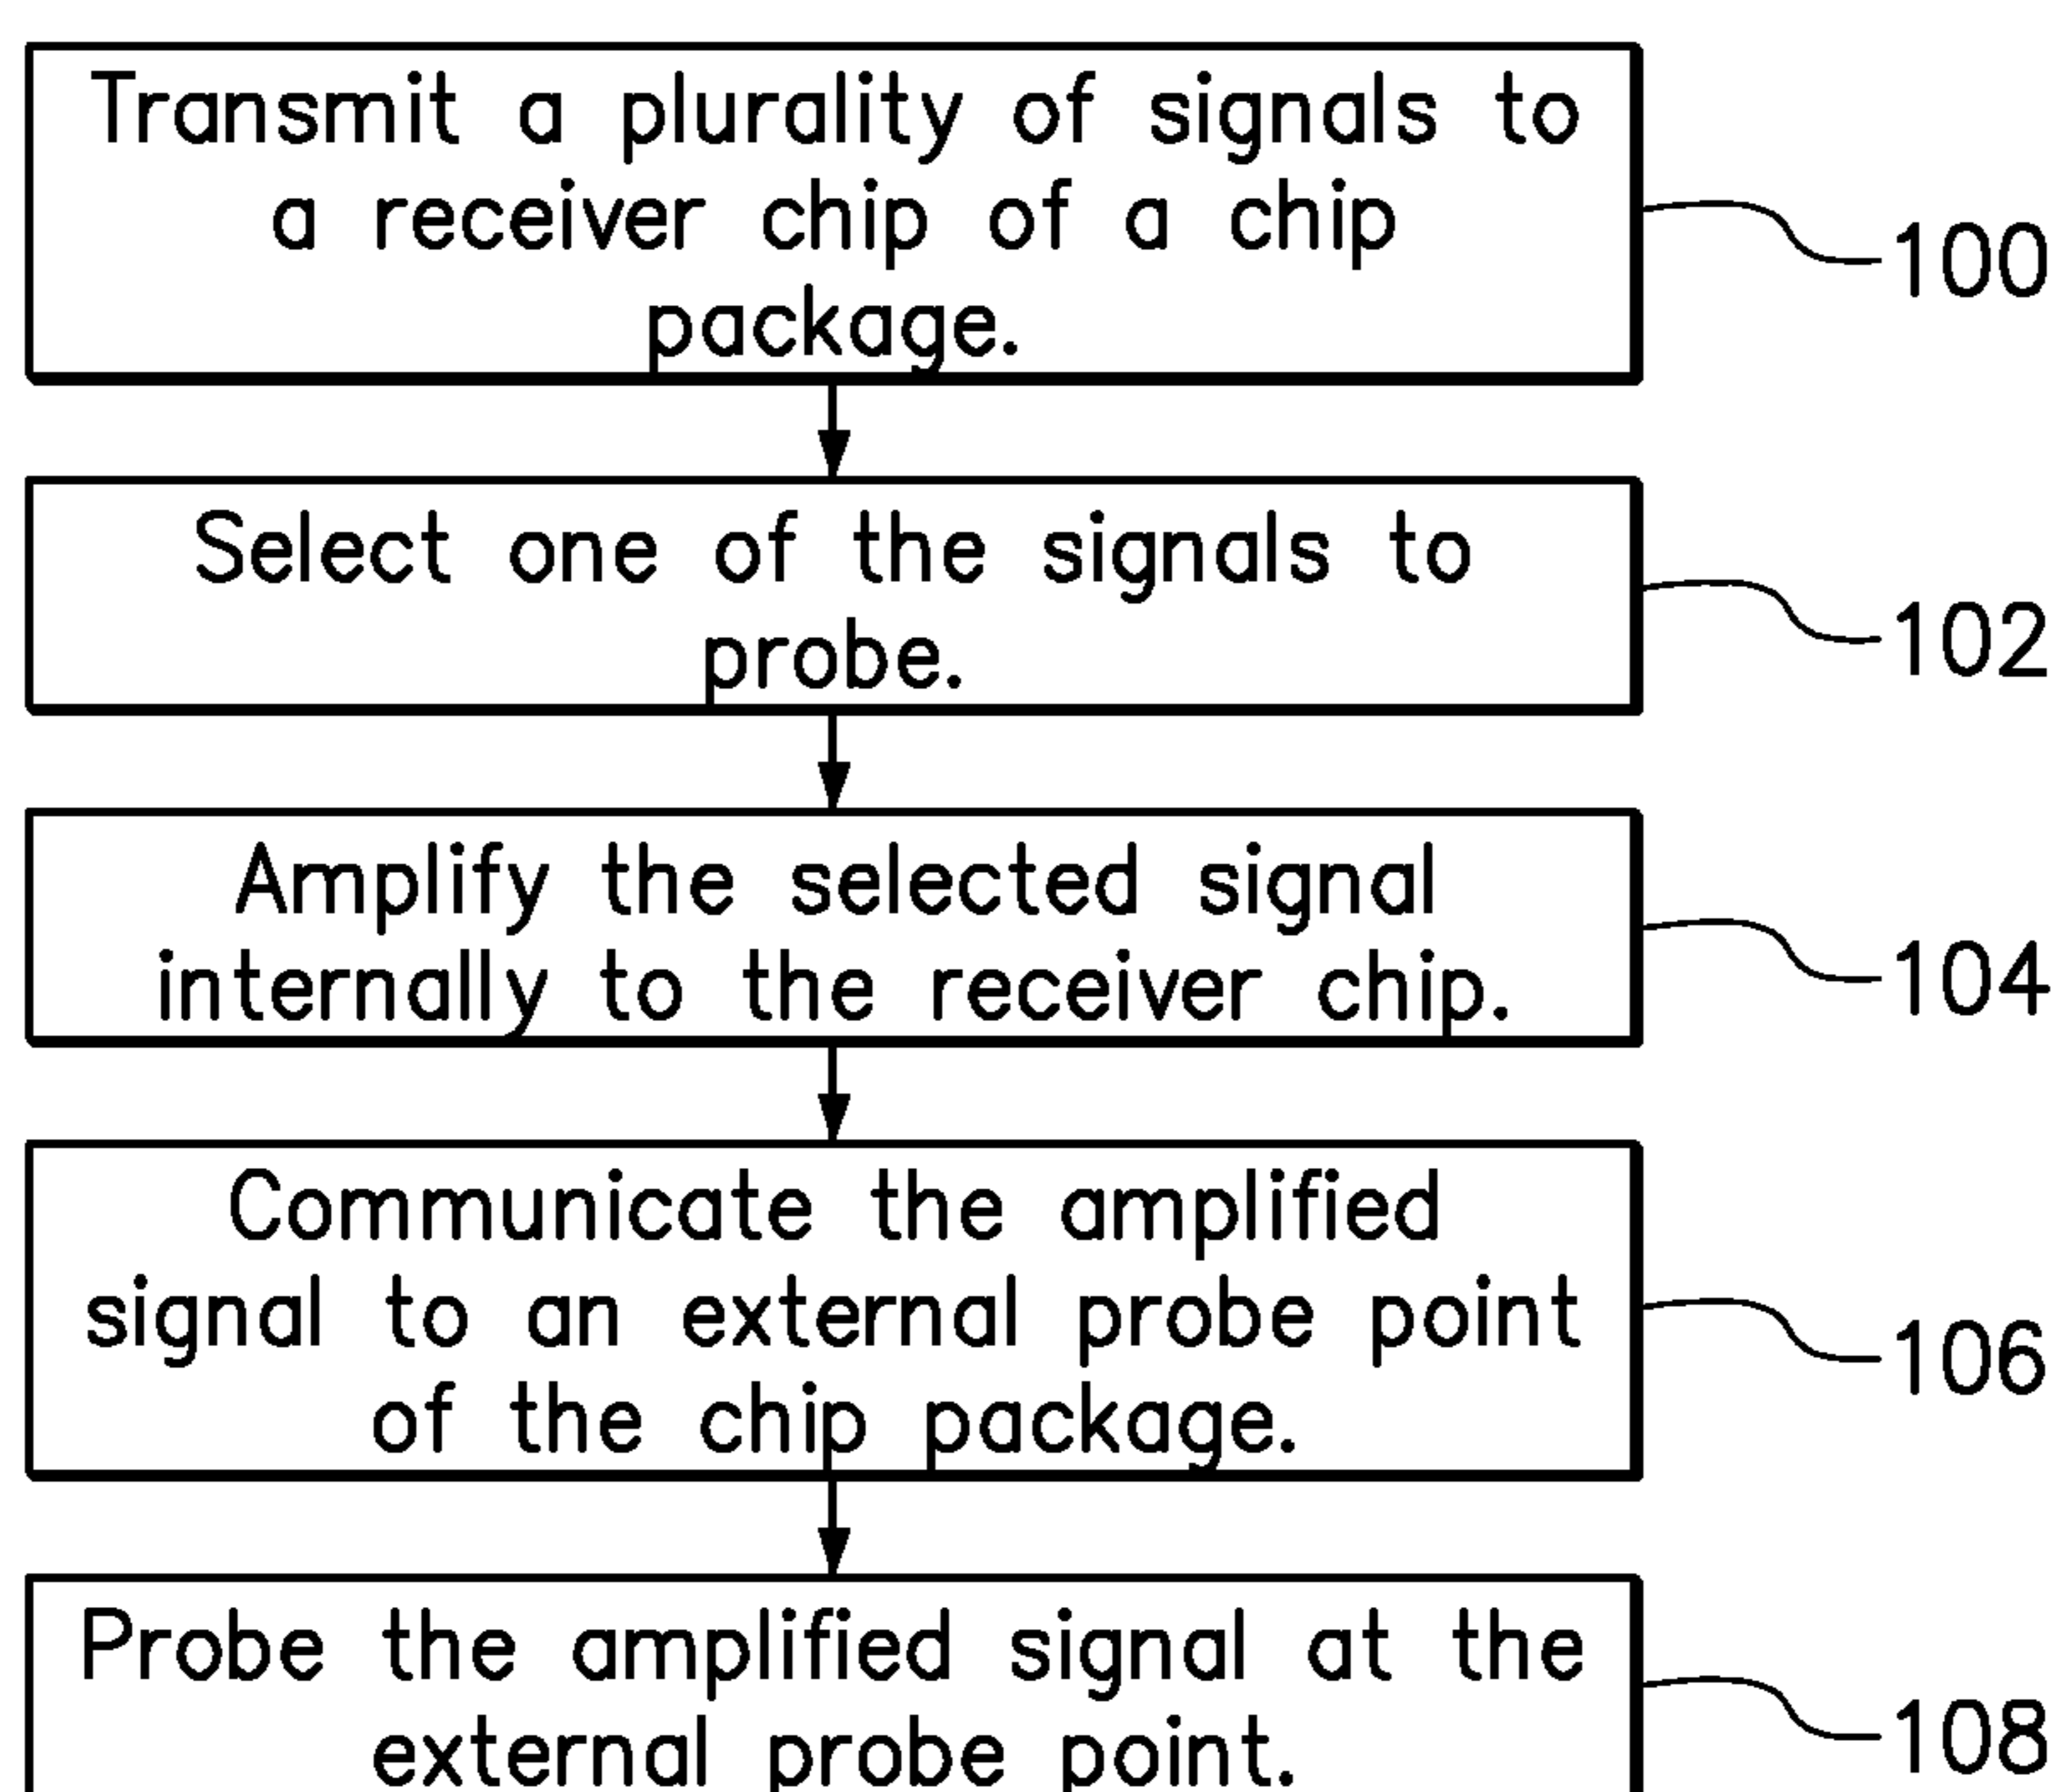 Transmit a plurality of signals to
a receiver chip of a chip
package.
100
Select one of the signals to
probe.
102
Amplify the selected signal
internally to the receiver chip.
104
Communicate the amplified
signal to an external probe point
of the chip package.
106
Probe the amplified signal at the
external probe point.
108